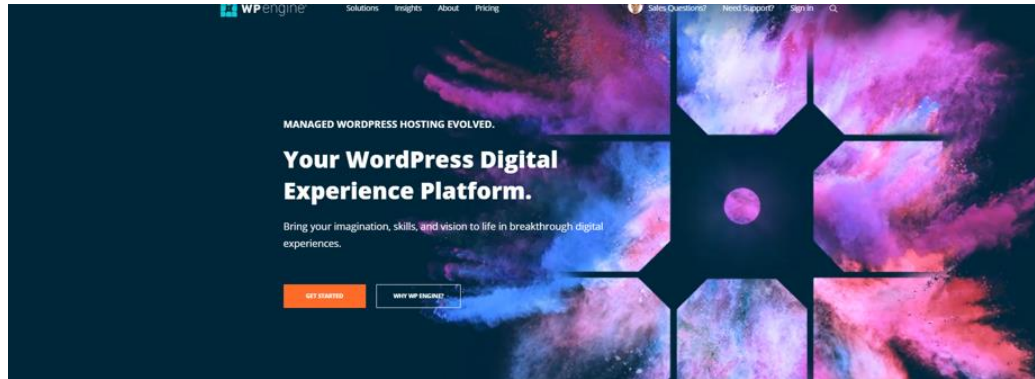 WP engine
Solutions Insights About Pricing
Sales Questions? Need Support? Sign In
MANAGED WORDPRESS HOSTING EVOLVED.
Your WordPress Digital
Experience Platform.
Bring your imagination, skills, and vision to life in breakthrough digital
experiences.
GET STARTED
WHY WP ENGINE?